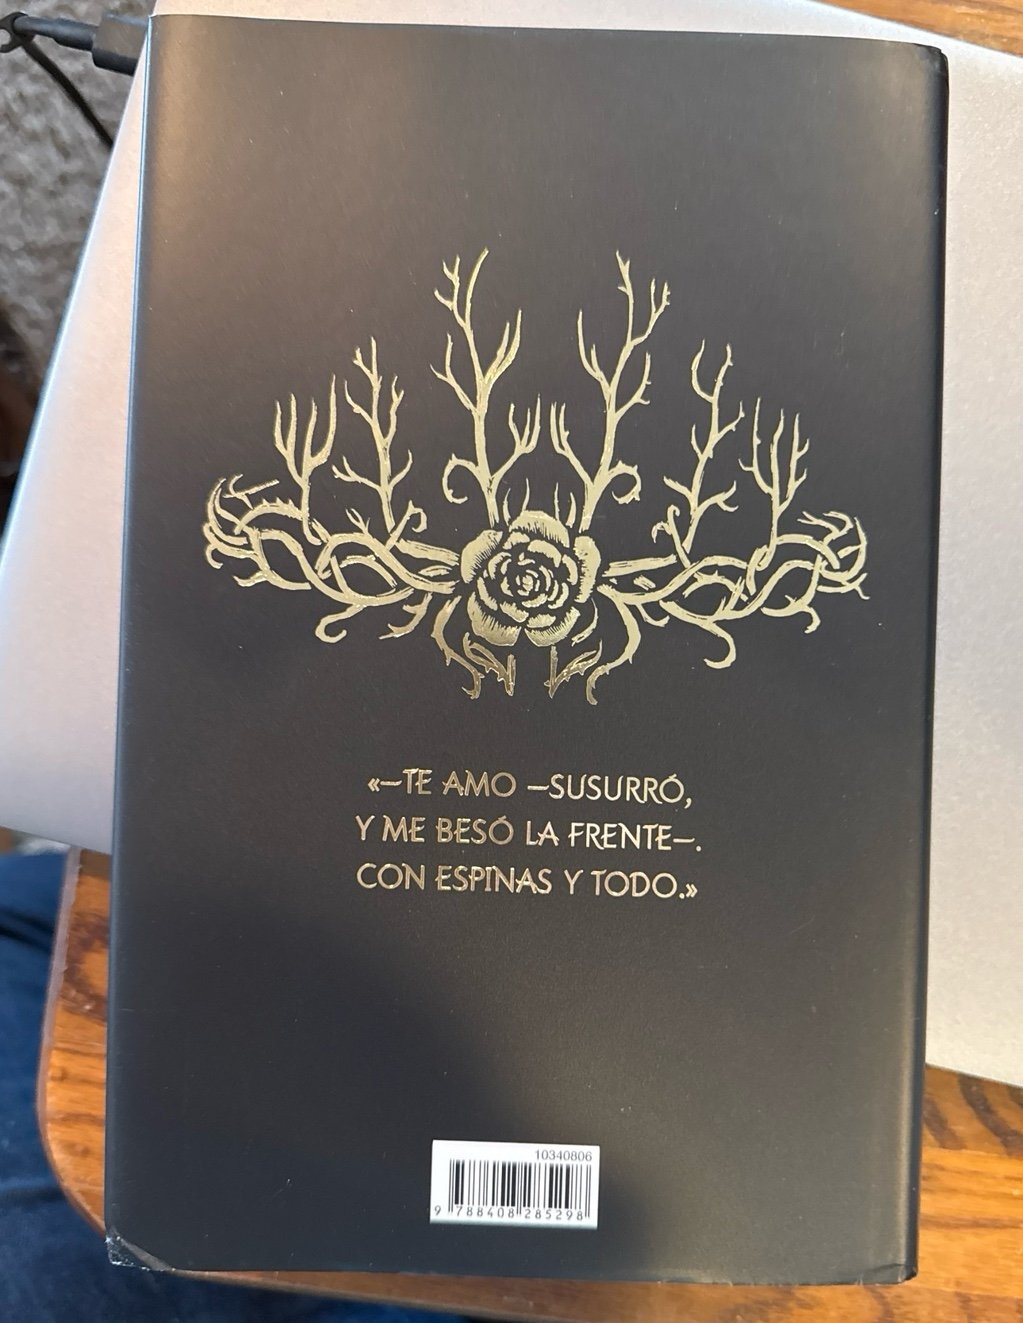 «—TE AMO —SUSURRÓ,
Y ME BESÓ LA FRENTE—.
CON ESPINAS Y TODO.»
10340806
9 788408 285298